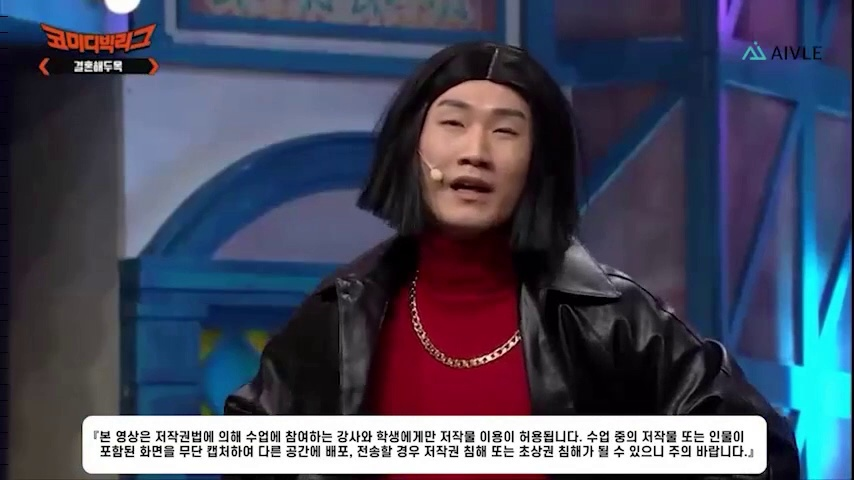 코미디빅리그
결혼해두목
AIVLE
『본 영상은 저작권법에 의해 수업에 참여하는 강사와 학생에게만 저작물 이용이 허용됩니다. 수업 중의 저작물 또는 인물이
포함된 화면을 무단 캡처하여 다른 공간에 배포, 전송할 경우 저작권 침해 또는 초상권 침해가 될 수 있으니 주의 바랍니다.』